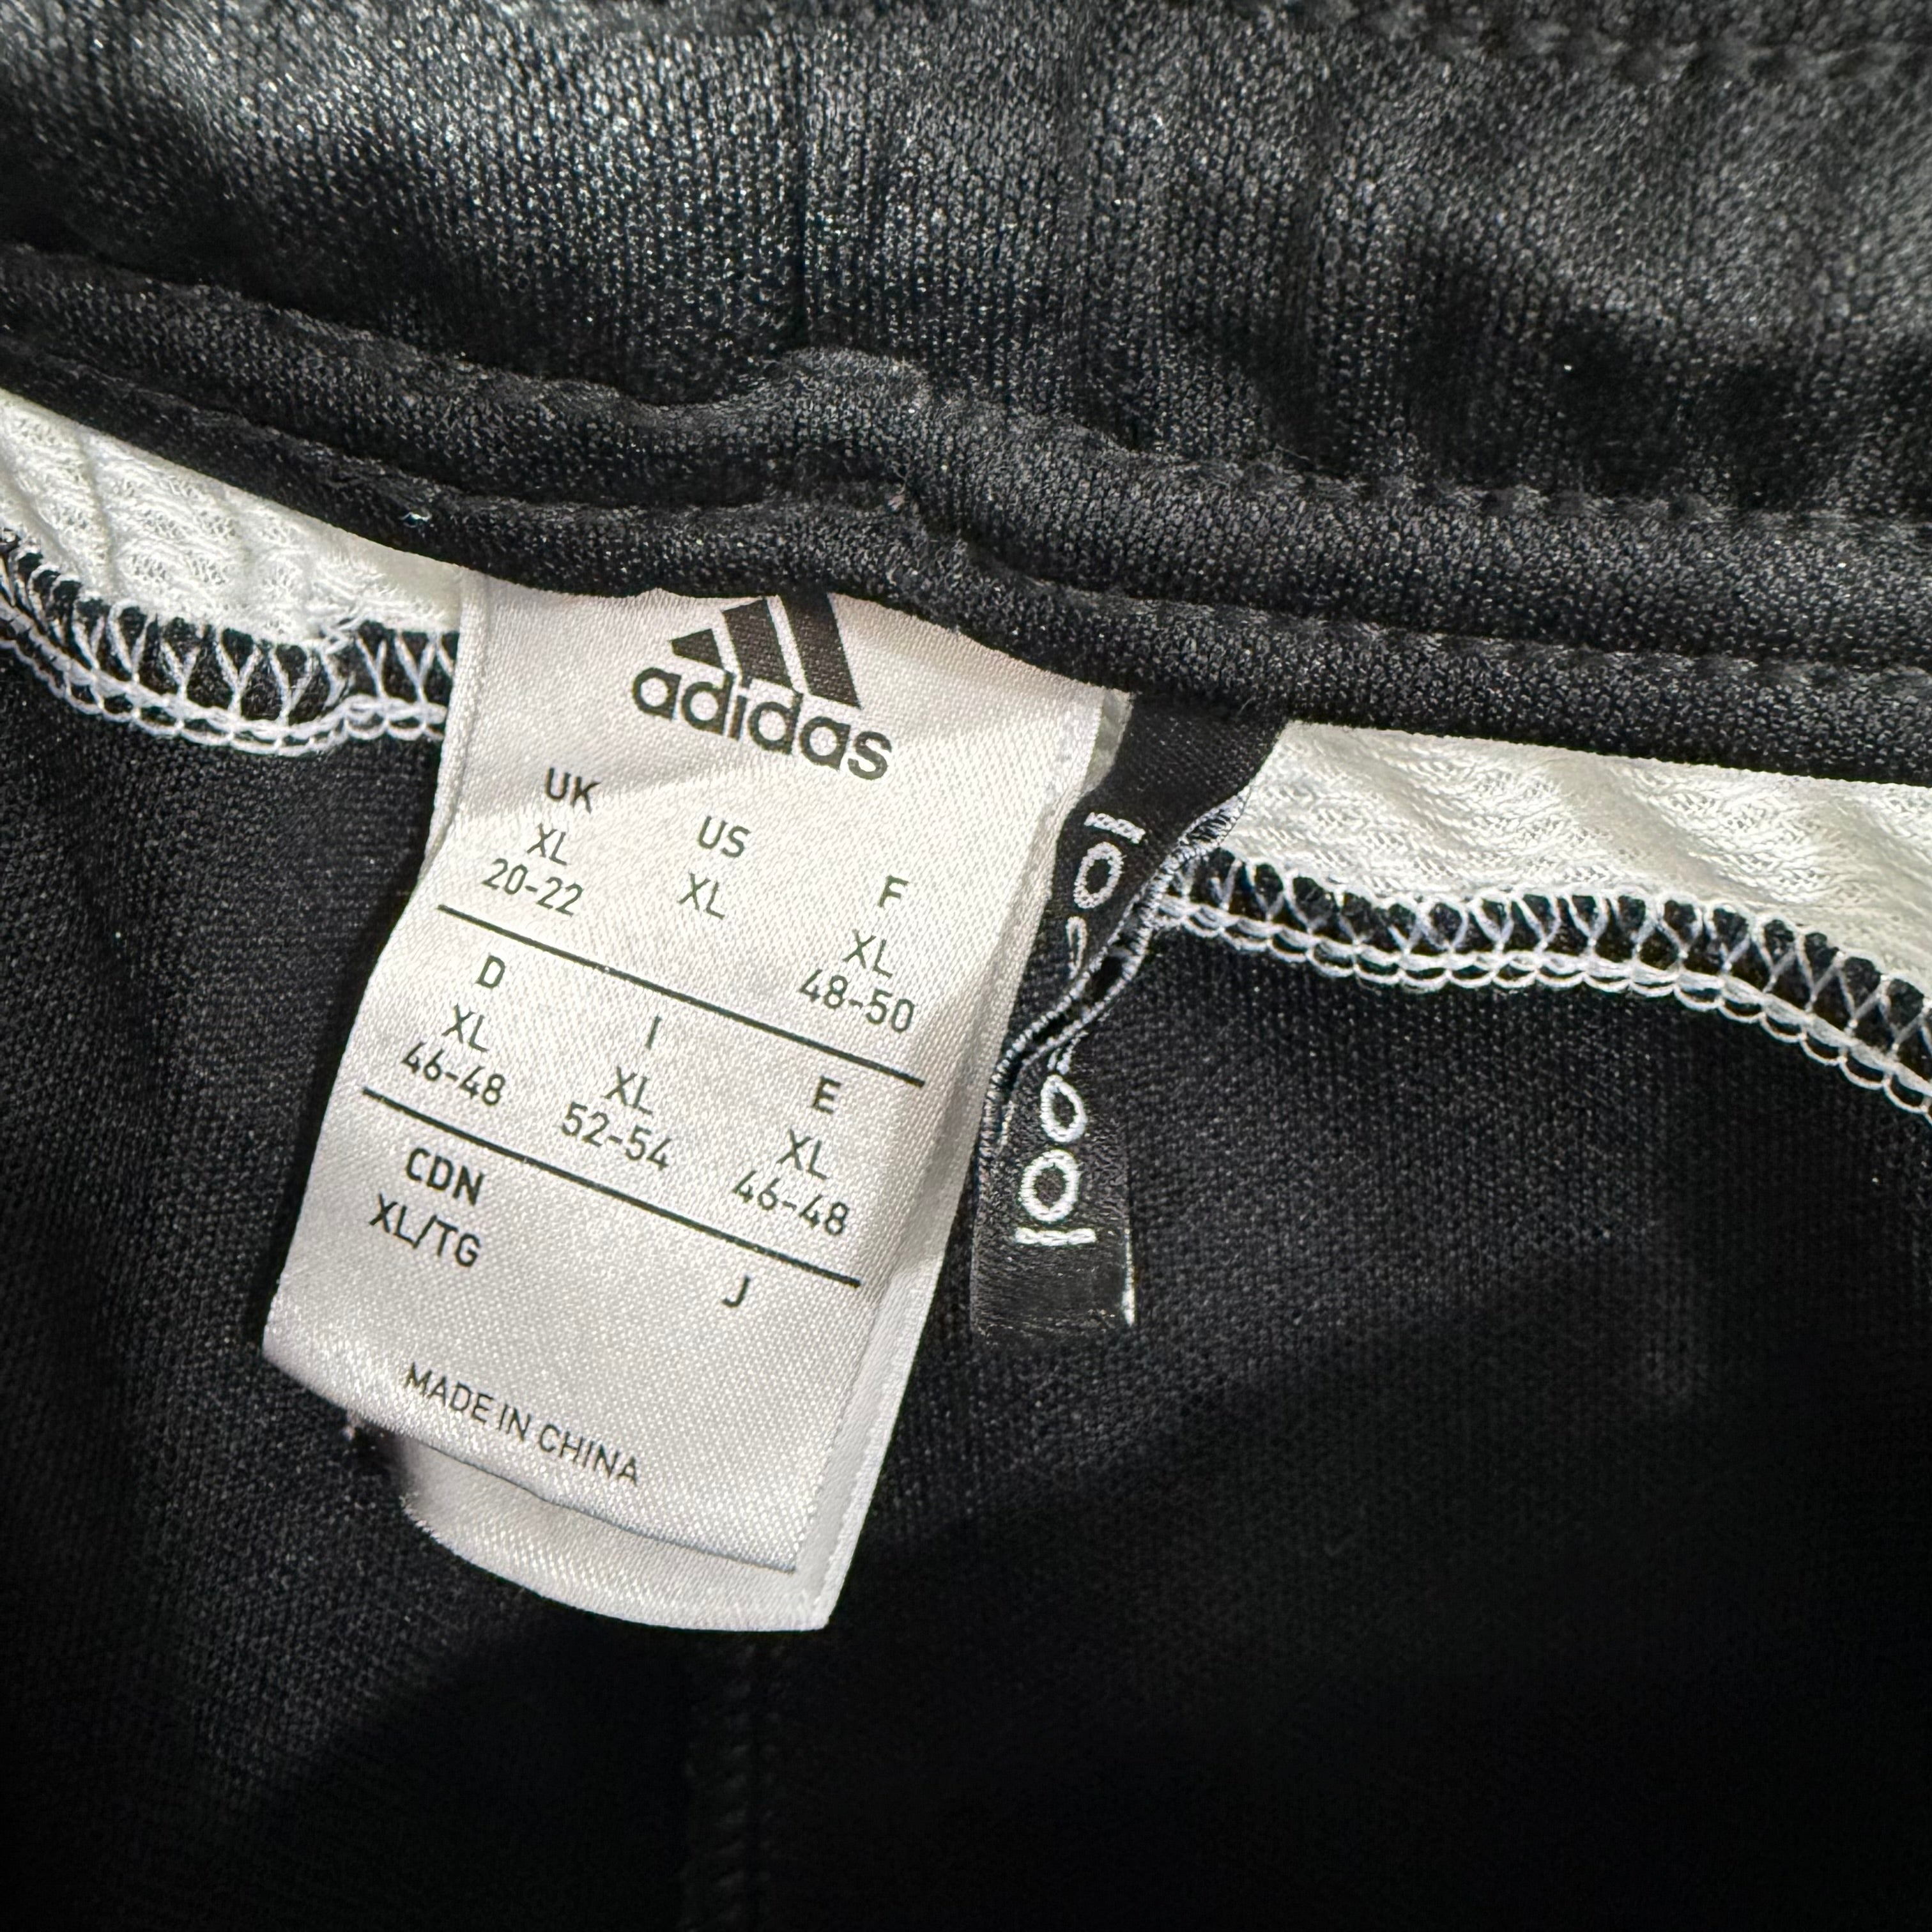 adidas
UK US F
XL XL XL
20-22 48-50
D I E
XL XL XL
46-48 52-54 46-48
CDN J
XL/TG
MADE IN CHINA